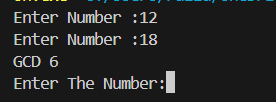 Enter Number :12
Enter Number :18
GCD 6
Enter The Number: